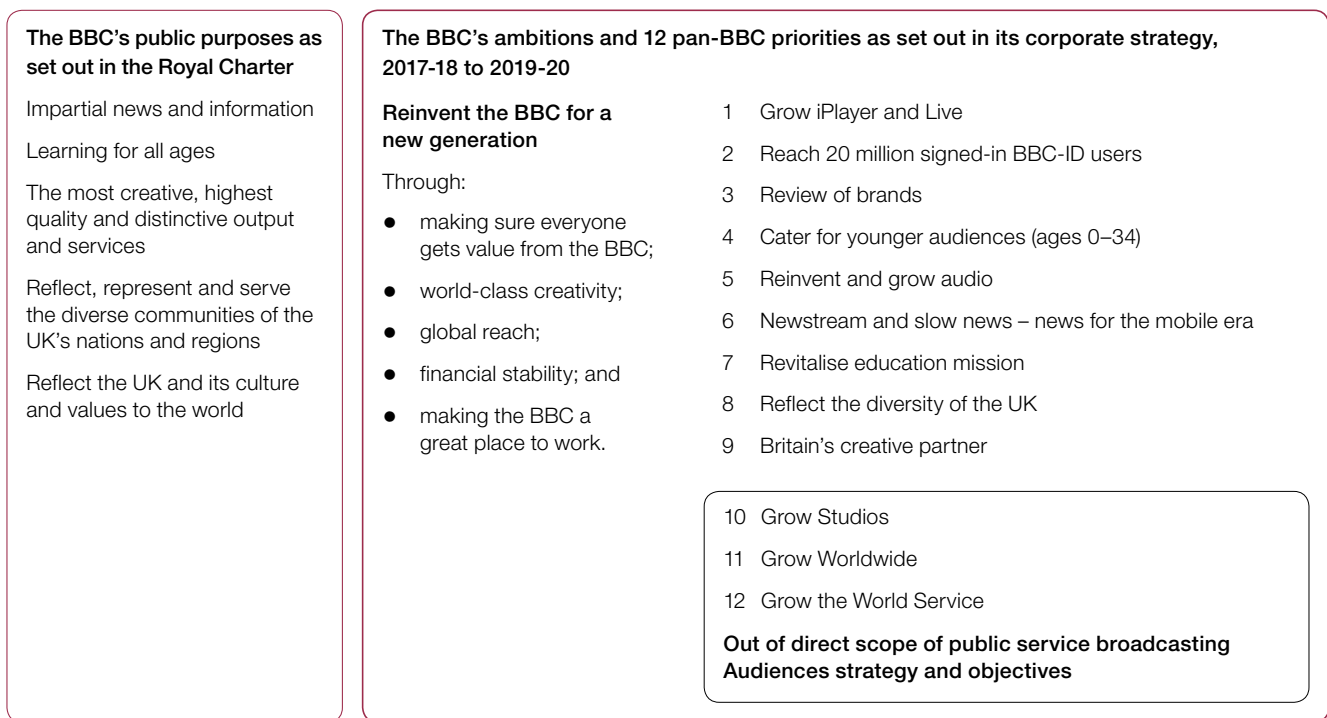 The BBC's public purposes as
set out in the Royal Charter
Impartial news and information
Learning for all ages
The most creative, highest
quality and distinctive output
and services
Reflect, represent and serve
the diverse communities of the
UK's nations and regions
Reflect the UK and its culture
and values to the world
The BBC's ambitions and 12 pan-BBC priorities as set out in its corporate strategy,
2017-18 to 2019-20
Reinvent the BBC for a
new generation
Through:
● making sure everyone
gets value from the BBC;
● world-class creativity;
● global reach;
● financial stability; and
● making the BBC a
great place to work.
1 Grow iPlayer and Live
2 Reach 20 million signed-in BBC-ID users
3 Review of brands
4 Cater for younger audiences (ages 0–34)
5 Reinvent and grow audio
6 Newstream and slow news – news for the mobile era
7 Revitalise education mission
8 Reflect the diversity of the UK
9 Britain's creative partner
10 Grow Studios
11 Grow Worldwide
12 Grow the World Service
Out of direct scope of public service broadcasting
Audiences strategy and objectives